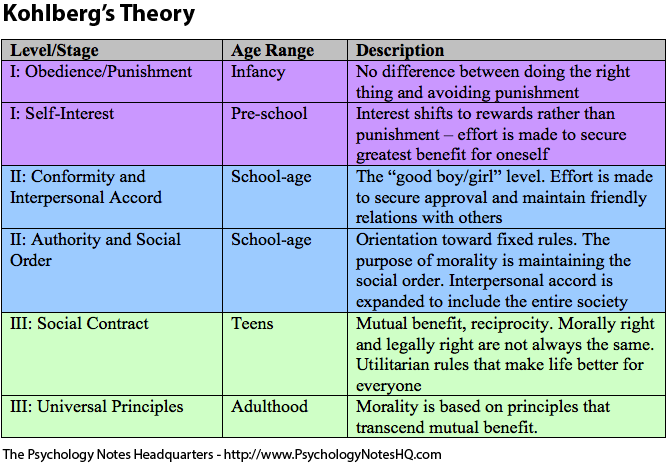 Kohlberg's Theory
Level/Stage Age Range Description
I: Obedience/Punishment Infancy No difference between doing the right
thing and avoiding punishment
I: Self-Interest Pre-school Interest shifts to rewards rather than
punishment – effort is made to secure
greatest benefit for oneself
II: Conformity and School-age The “good boy/girl” level. Effort is made
Interpersonal Accord to secure approval and maintain friendly
relations with others
II: Authority and Social School-age Orientation toward fixed rules. The
Order purpose of morality is maintaining the
social order. Interpersonal accord is
expanded to include the entire society
III: Social Contract Teens Mutual benefit, reciprocity. Morally right
and legally right are not always the same.
Utilitarian rules that make life better for
everyone
III: Universal Principles Adulthood Morality is based on principles that
transcend mutual benefit.
The Psychology Notes Headquarters - http://www.PsychologyNotesHQ.com